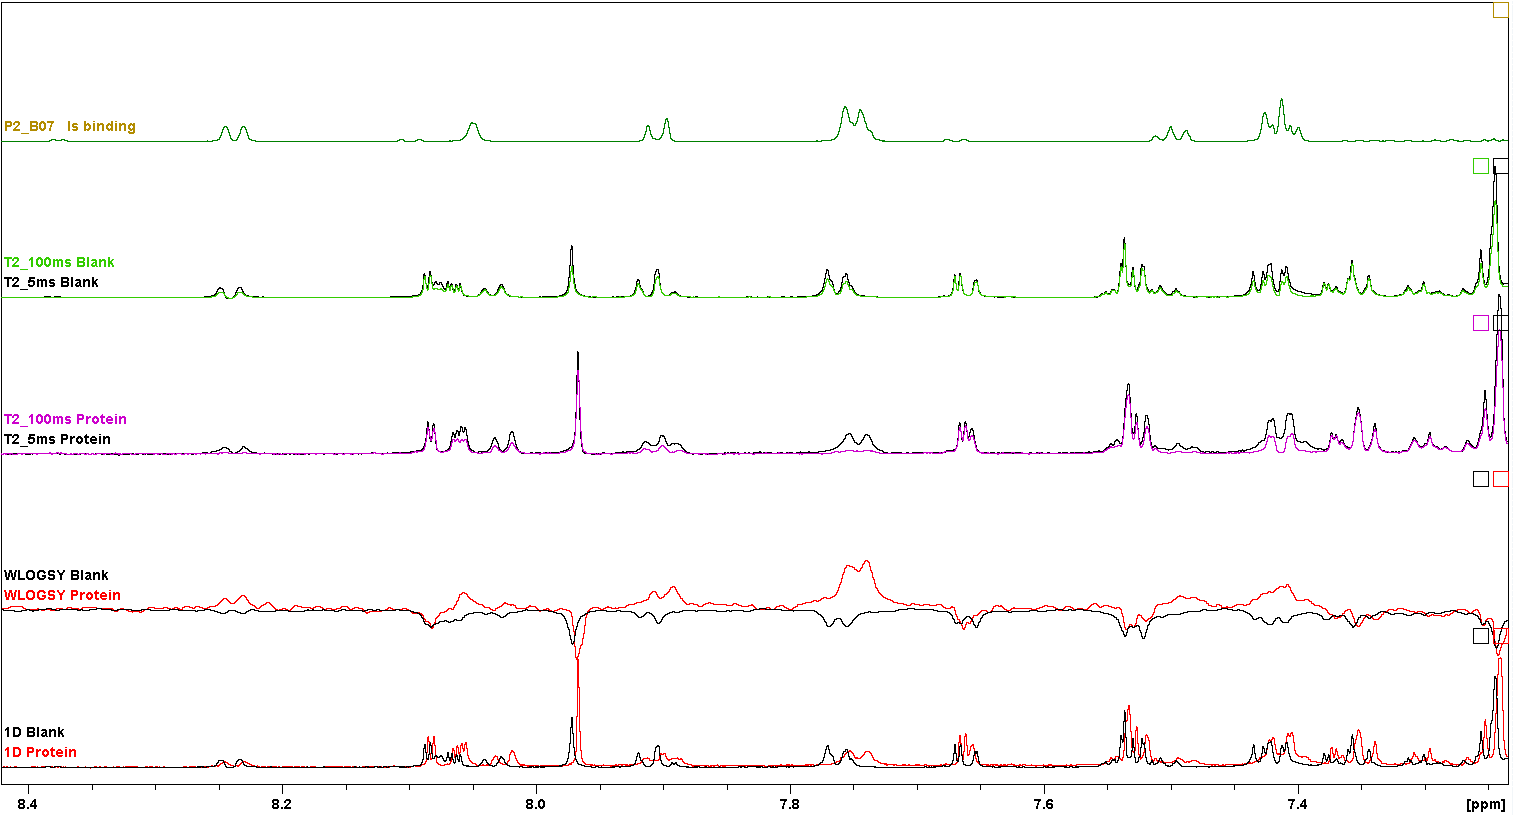 P2_B07 Is binding
T2_100ms Blank
T2_5ms Blank
T2_100ms Protein
T2_5ms Protein
WLOGSY Blank
WLOGSY Protein
1D Blank
1D Protein
8.4 8.2 8.0 7.8 7.6 7.4 [ppm]